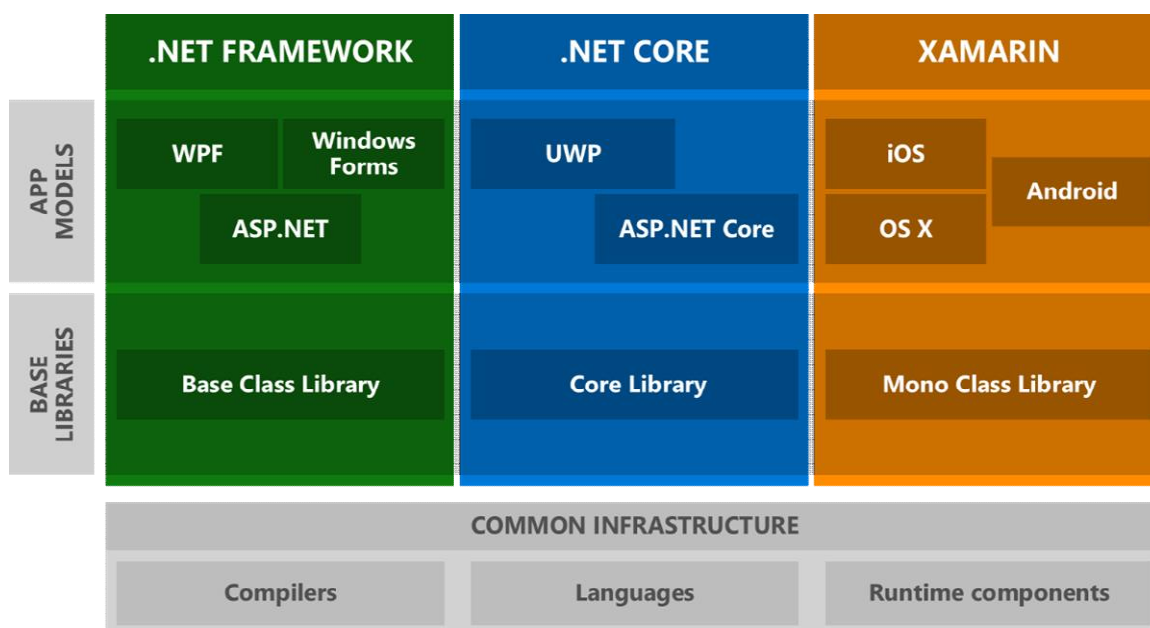 .NET FRAMEWORK
.NET CORE
XAMARIN
APP
MODELS
WPF
Windows
Forms
ASP.NET
UWP
ASP.NET Core
iOS
Android
OS X
BASE
LIBRARIES
Base Class Library
Core Library
Mono Class Library
COMMON INFRASTRUCTURE
Compilers
Languages
Runtime components